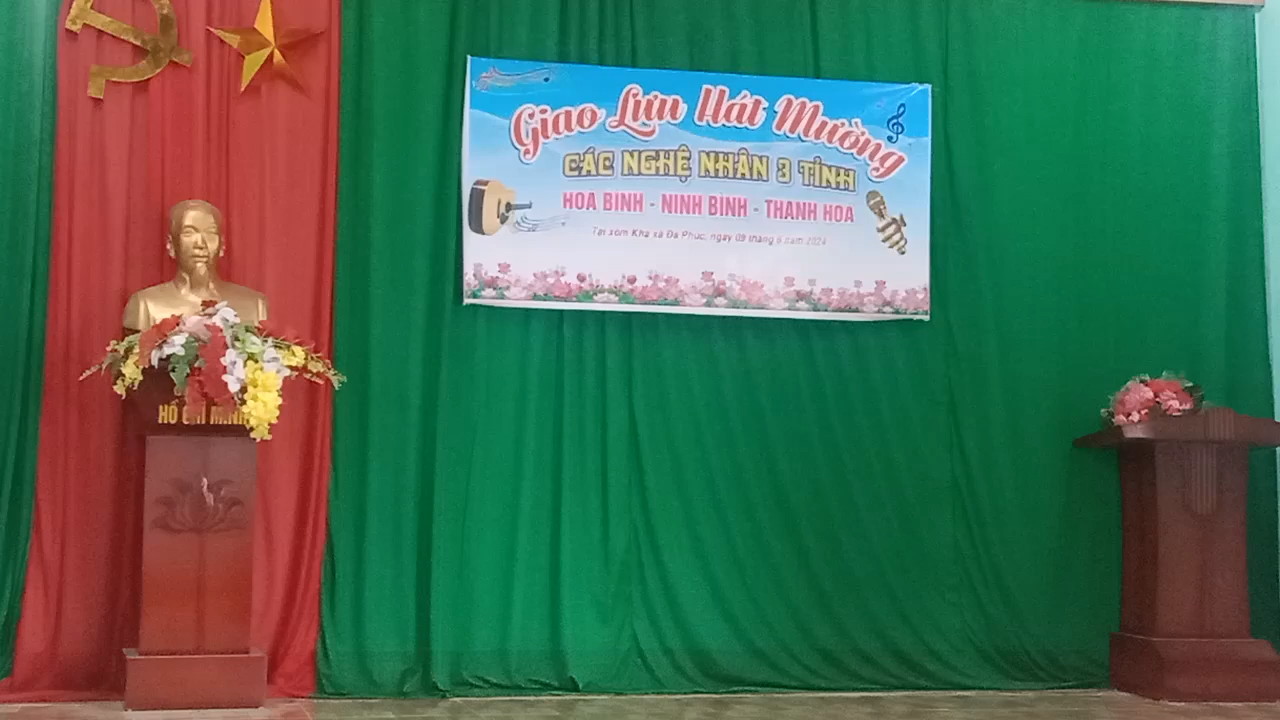 Giao Lưu Hát Mường
CÁC NGHỆ NHÂN 3 TỈNH
HOA BÌNH - NINH BÌNH - THANH HOA
Tại xóm Kha xã Đa Phúc, ngày 09 tháng 6 năm 2024
HỒ CHÍ MINH